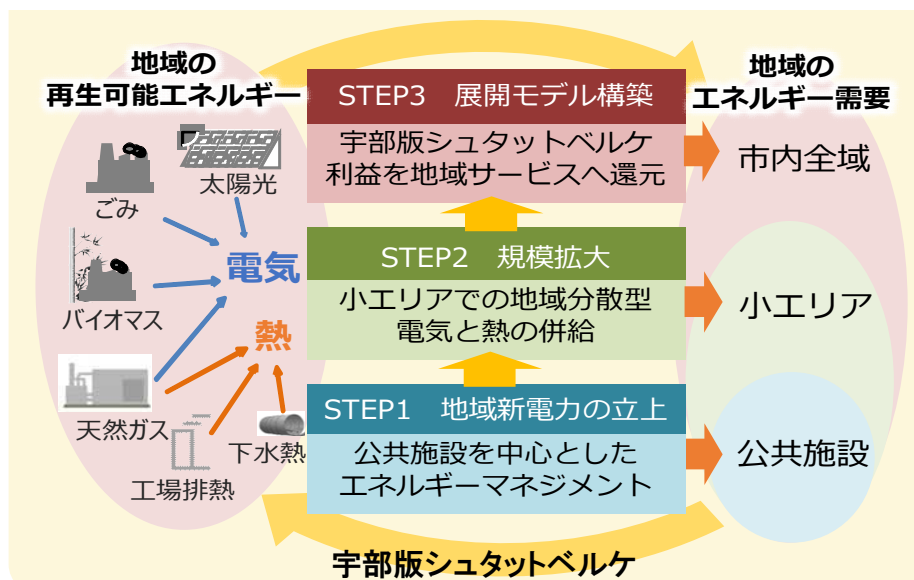 地域の
再生可能エネルギー
ごみ
太陽光
電気
バイオマス
熱
天然ガス
下水熱
工場排熱
STEP3 展開モデル構築
宇部版シュタットベルケ
利益を地域サービスへ還元
STEP2 規模拡大
小エリアでの地域分散型
電気と熱の併給
STEP1 地域新電力の立上
公共施設を中心とした
エネルギーマネジメント
地域の
エネルギー需要
市内全域
小エリア
公共施設
宇部版シュタットベルケ